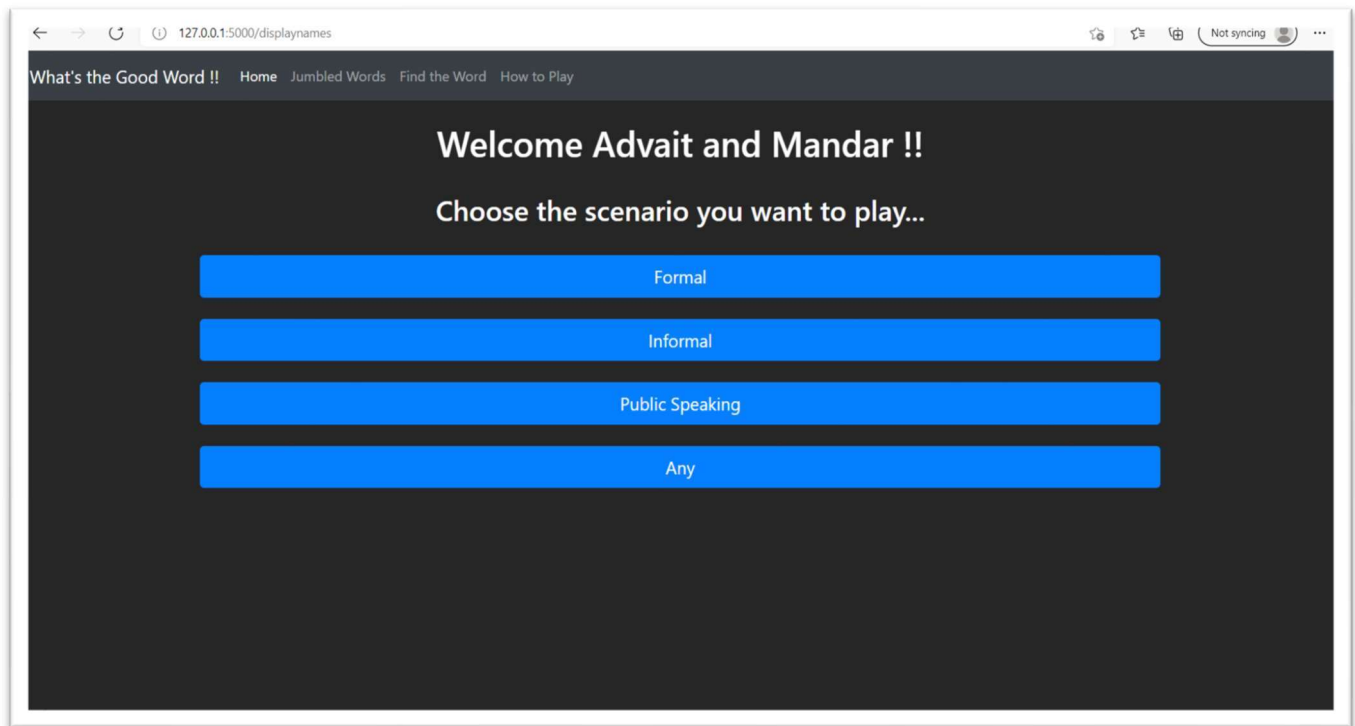 127.0.0.1:5000/displaynames Not syncing
What's the Good Word !! Home Jumbled Words Find the Word How to Play
Welcome Advait and Mandar !!
Choose the scenario you want to play...
Formal
Informal
Public Speaking
Any